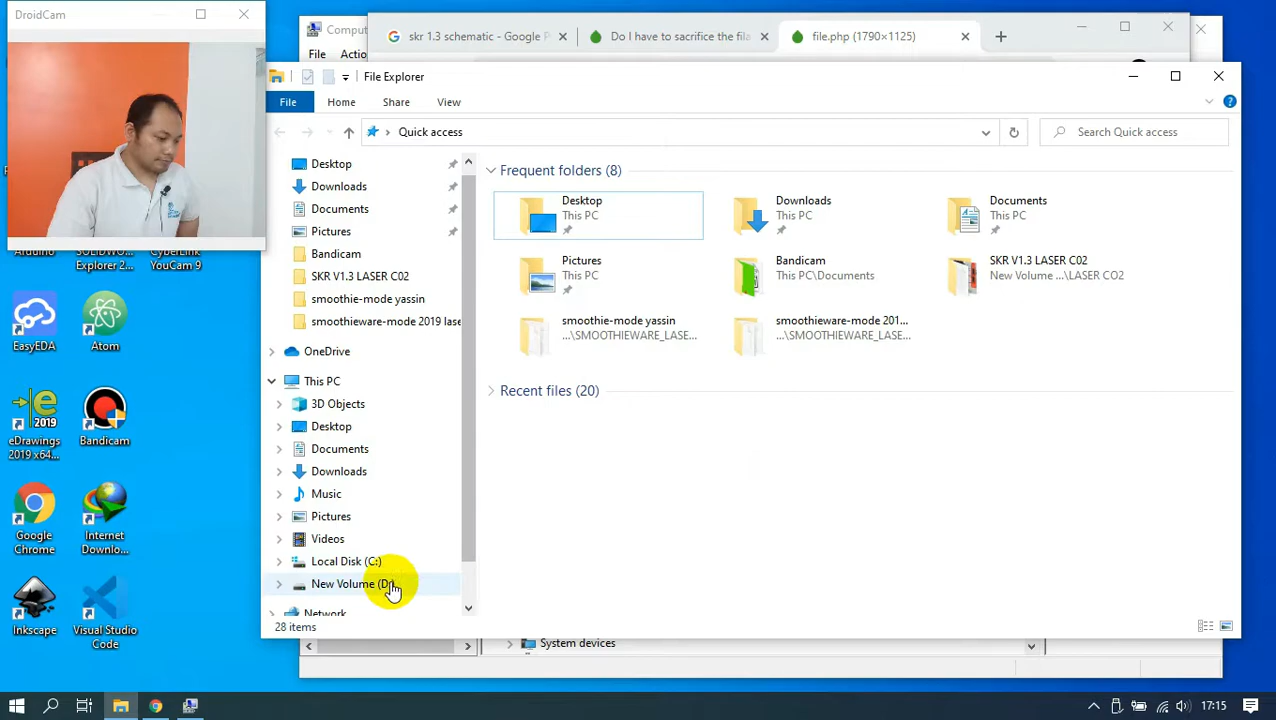 DroidCam
Comput
skr 1.3 schematic - Google
Do I have to sacrifice the fila
file.php (1790×1125)
File
Actio
File Explorer
File
Home
Share
View
Quick access
Search Quick access
Desktop
Downloads
Documents
Pictures
Bandicam
SKR V1.3 LASER C02
smoothie-mode yassin
smoothieware-mode 2019 lase
OneDrive
This PC
3D Objects
Desktop
Documents
Downloads
Music
Pictures
Videos
Local Disk (C:)
New Volume (D:)
Network
28 items
Frequent folders (8)
Desktop
This PC
Downloads
This PC
Documents
This PC
Pictures
This PC
Bandicam
This PC\Documents
SKR V1.3 LASER C02
New Volume ...\LASER CO2
smoothie-mode yassin
...\SMOOTHIEWARE_LASE...
smoothieware-mode 201...
...\SMOOTHIEWARE_LASE...
Recent files (20)
System devices
Arduino
SOLIDWO
Explorer 2...
CyberLink
YouCam 9
EasyEDA
Atom
eDrawings
2019 x64 ...
Bandicam
Google
Chrome
Internet
Downlo...
Inkscape
Visual Studio
Code
17:15